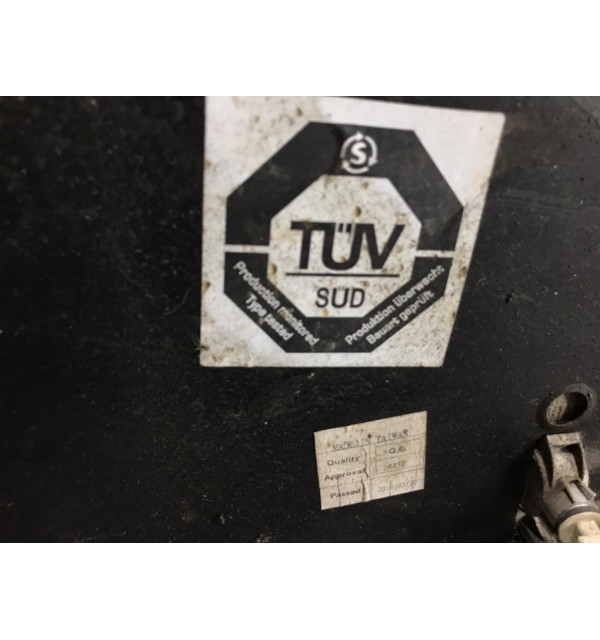 S
TÜV
SÜD
Production monitored
Type tested
Produktion überwacht
Bauart geprüft
MADE IN TAIWAN
Quality Q.C
Approval
Passed